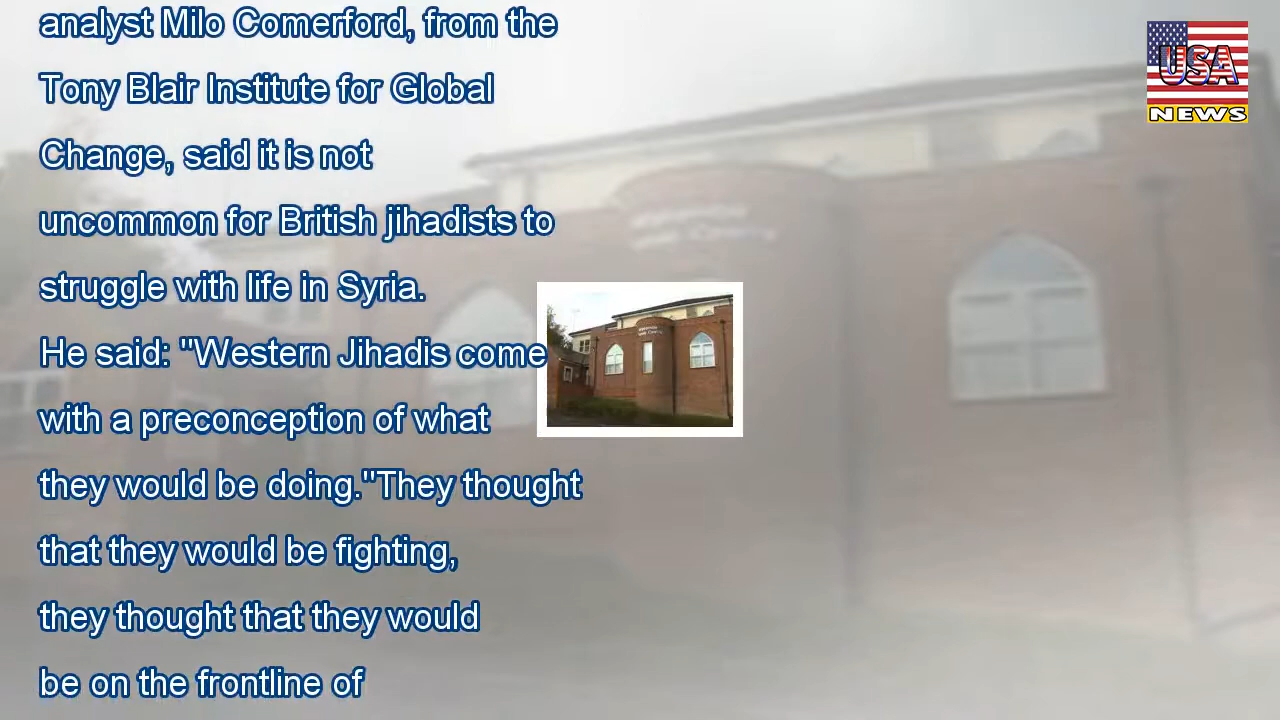 analyst Milo Comerford, from the
Tony Blair Institute for Global
Change, said it is not
uncommon for British jihadists to
struggle with life in Syria.
He said: "Western Jihadis come
with a preconception of what
they would be doing."They thought
that they would be fighting,
they thought that they would
be on the frontline of
USA
NEWS